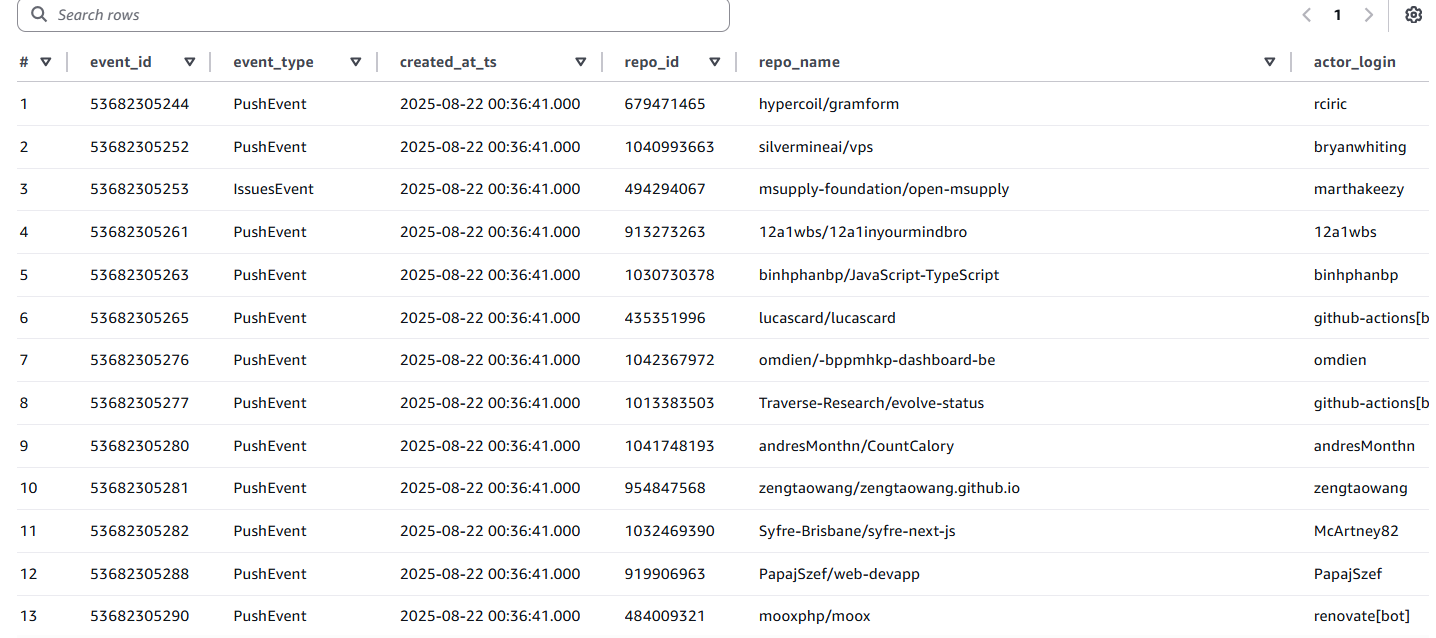 Search rows 1
# event_id event_type created_at_ts repo_id repo_name actor_login
1 53682305244 PushEvent 2025-08-22 00:36:41.000 679471465 hypercoil/gramform rciric
2 53682305252 PushEvent 2025-08-22 00:36:41.000 1040993663 silvermineai/vps bryanwhiting
3 53682305253 IssuesEvent 2025-08-22 00:36:41.000 494294067 msupply-foundation/open-msupply marthakeezy
4 53682305261 PushEvent 2025-08-22 00:36:41.000 913273263 12a1wbs/12a1inyourmindbro 12a1wbs
5 53682305263 PushEvent 2025-08-22 00:36:41.000 1030730378 binhphanbp/JavaScript-TypeScript binhphanbp
6 53682305265 PushEvent 2025-08-22 00:36:41.000 435351996 lucascard/lucascard github-actions[b
7 53682305276 PushEvent 2025-08-22 00:36:41.000 1042367972 omdien/-bppmhkp-dashboard-be omdien
8 53682305277 PushEvent 2025-08-22 00:36:41.000 1013383503 Traverse-Research/evolve-status github-actions[b
9 53682305280 PushEvent 2025-08-22 00:36:41.000 1041748193 andresMonthn/CountCalory andresMonthn
10 53682305281 PushEvent 2025-08-22 00:36:41.000 954847568 zengtaowang/zengtaowang.github.io zengtaowang
11 53682305282 PushEvent 2025-08-22 00:36:41.000 1032469390 Syfre-Brisbane/syfre-next-js McArtney82
12 53682305288 PushEvent 2025-08-22 00:36:41.000 919906963 PapajSzef/web-devapp PapajSzef
13 53682305290 PushEvent 2025-08-22 00:36:41.000 484009321 mooxphp/moox renovate[bot]